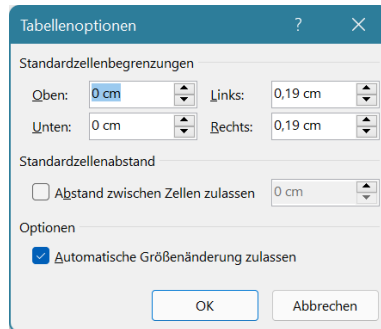 Tabellenoptionen ? ×
Standardzellenbegrenzungen
Oben: 0 cm Links: 0,19 cm
Unten: 0 cm Rechts: 0,19 cm
Standardzellenabstand
Abstand zwischen Zellen zulassen 0 cm
Optionen
Automatische Größenänderung zulassen
OK Abbrechen